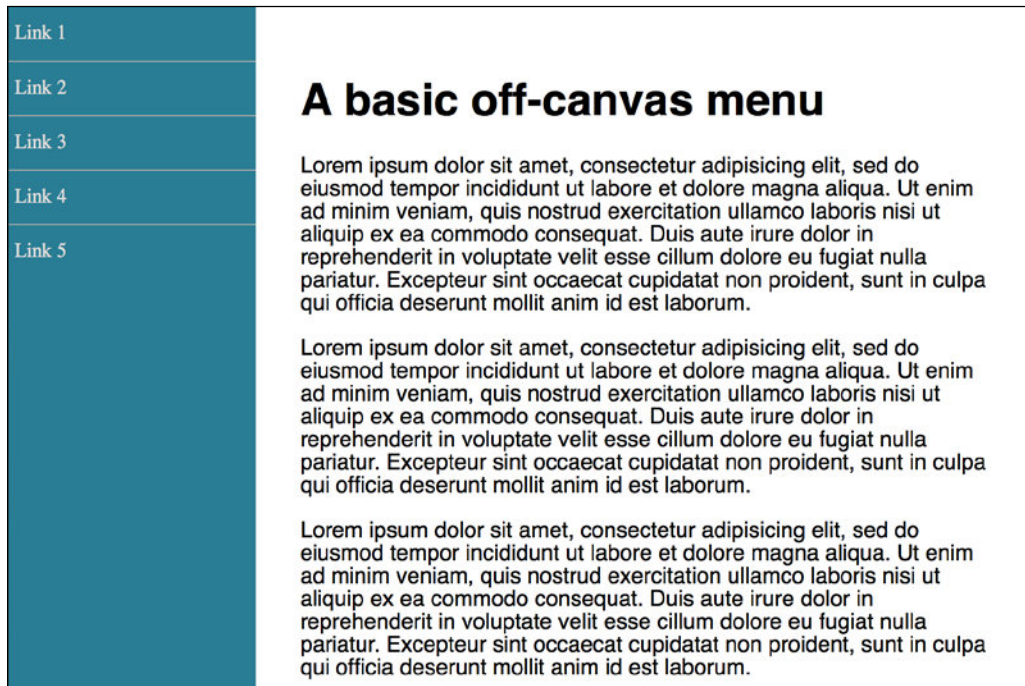 Link 1
Link 2
Link 3
Link 4
Link 5
A basic off-canvas menu
Lorem ipsum dolor sit amet, consectetur adipisicing elit, sed do
eiusmod tempor incididunt ut labore et dolore magna aliqua. Ut enim
ad minim veniam, quis nostrud exercitation ullamco laboris nisi ut
aliquip ex ea commodo consequat. Duis aute irure dolor in
reprehenderit in voluptate velit esse cillum dolore eu fugiat nulla
pariatur. Excepteur sint occaecat cupidatat non proident, sunt in culpa
qui officia deserunt mollit anim id est laborum.
Lorem ipsum dolor sit amet, consectetur adipisicing elit, sed do
eiusmod tempor incididunt ut labore et dolore magna aliqua. Ut enim
ad minim veniam, quis nostrud exercitation ullamco laboris nisi ut
aliquip ex ea commodo consequat. Duis aute irure dolor in
reprehenderit in voluptate velit esse cillum dolore eu fugiat nulla
pariatur. Excepteur sint occaecat cupidatat non proident, sunt in culpa
qui officia deserunt mollit anim id est laborum.
Lorem ipsum dolor sit amet, consectetur adipisicing elit, sed do
eiusmod tempor incididunt ut labore et dolore magna aliqua. Ut enim
ad minim veniam, quis nostrud exercitation ullamco laboris nisi ut
aliquip ex ea commodo consequat. Duis aute irure dolor in
reprehenderit in voluptate velit esse cillum dolore eu fugiat nulla
pariatur. Excepteur sint occaecat cupidatat non proident, sunt in culpa
qui officia deserunt mollit anim id est laborum.